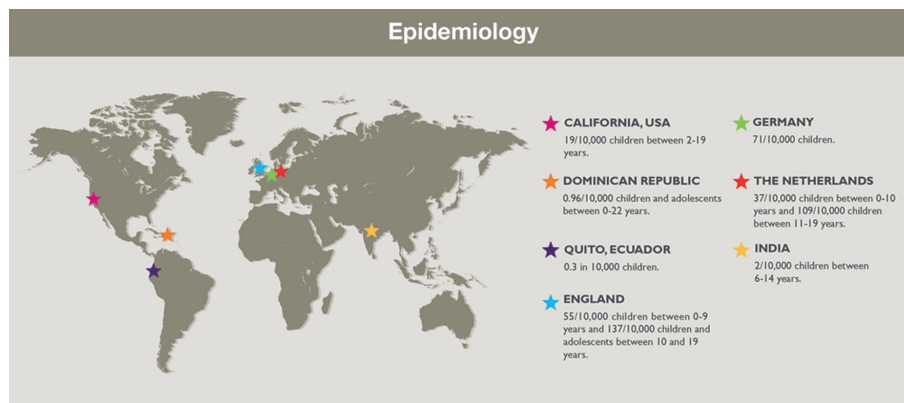 Epidemiology
CALIFORNIA, USA
19/10,000 children between 2-19
years.
DOMINICAN REPUBLIC
0.96/10,000 children and adolescents
between 0-22 years.
QUITO, ECUADOR
0.3 in 10,000 children.
ENGLAND
55/10,000 children between 0-9
years and 137/10,000 children and
adolescents between 10 and 19
years.
GERMANY
71/10,000 children.
THE NETHERLANDS
37/10,000 children between 0-10
years and 109/10,000 children
between 11-19 years.
INDIA
2/10,000 children between
6-14 years.